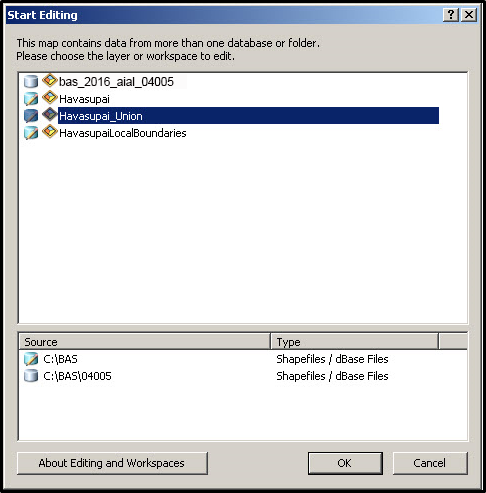 Start Editing
This map contains data from more than one database or folder.
Please choose the layer or workspace to edit.
bas_2016_aial_04005
Havasupai
Havasupai_Union
HavasupaiLocalBoundaries
Source Type
C:\BAS Shapefiles / dBase Files
C:\BAS\04005 Shapefiles / dBase Files
About Editing and Workspaces OK Cancel